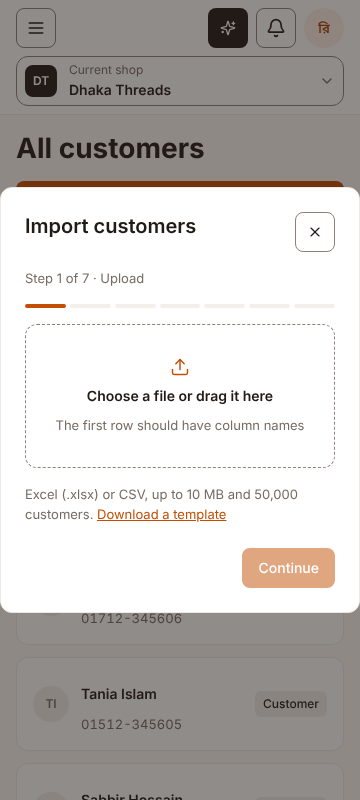 রি
DT
Current shop
Dhaka Threads
All customers
Import customers
Step 1 of 7 · Upload
Choose a file or drag it here
The first row should have column names
Excel (.xlsx) or CSV, up to 10 MB and 50,000
customers. Download a template
Continue
01712-345606
TI
Tania Islam
Customer
01512-345605
Sabbir Hossain